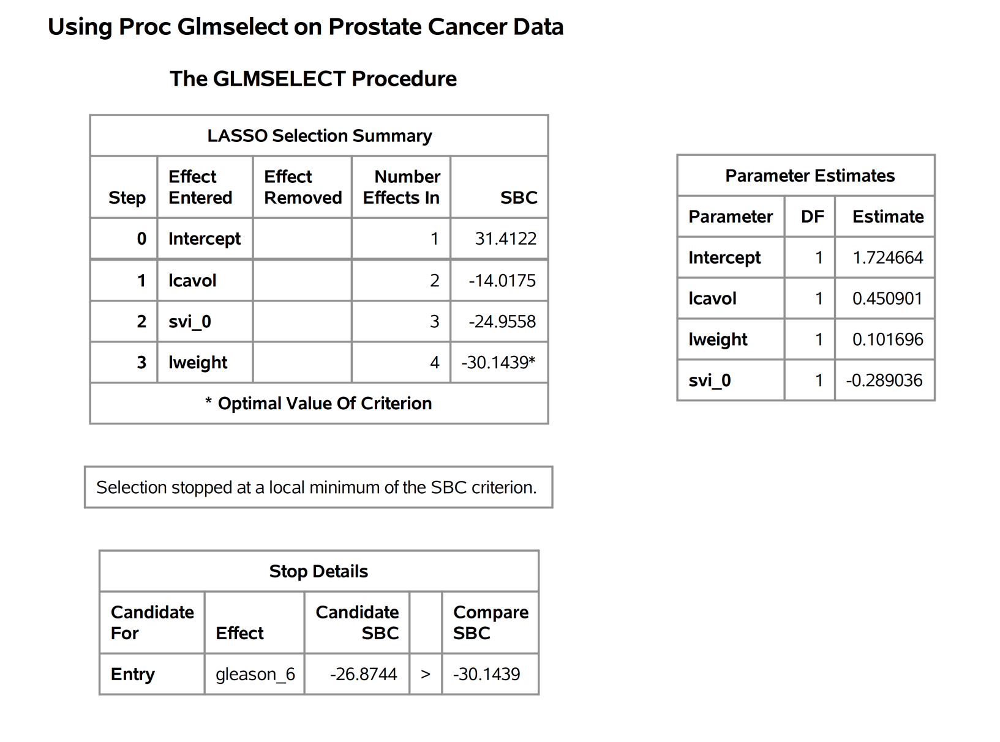 Using Proc Glmselect on Prostate Cancer Data
The GLMSELECT Procedure
LASSO Selection Summary
Step Effect Entered Effect Removed Number Effects In SBC
0 Intercept 1 31.4122
1 lcavol 2 -14.0175
2 svi_0 3 -24.9558
3 lweight 4 -30.1439*
* Optimal Value Of Criterion
Selection stopped at a local minimum of the SBC criterion.
Stop Details
Candidate For Effect Candidate SBC Compare SBC
Entry gleason_6 -26.8744 > -30.1439
Parameter Estimates
Parameter DF Estimate
Intercept 1 1.724664
lcavol 1 0.450901
lweight 1 0.101696
svi_0 1 -0.289036